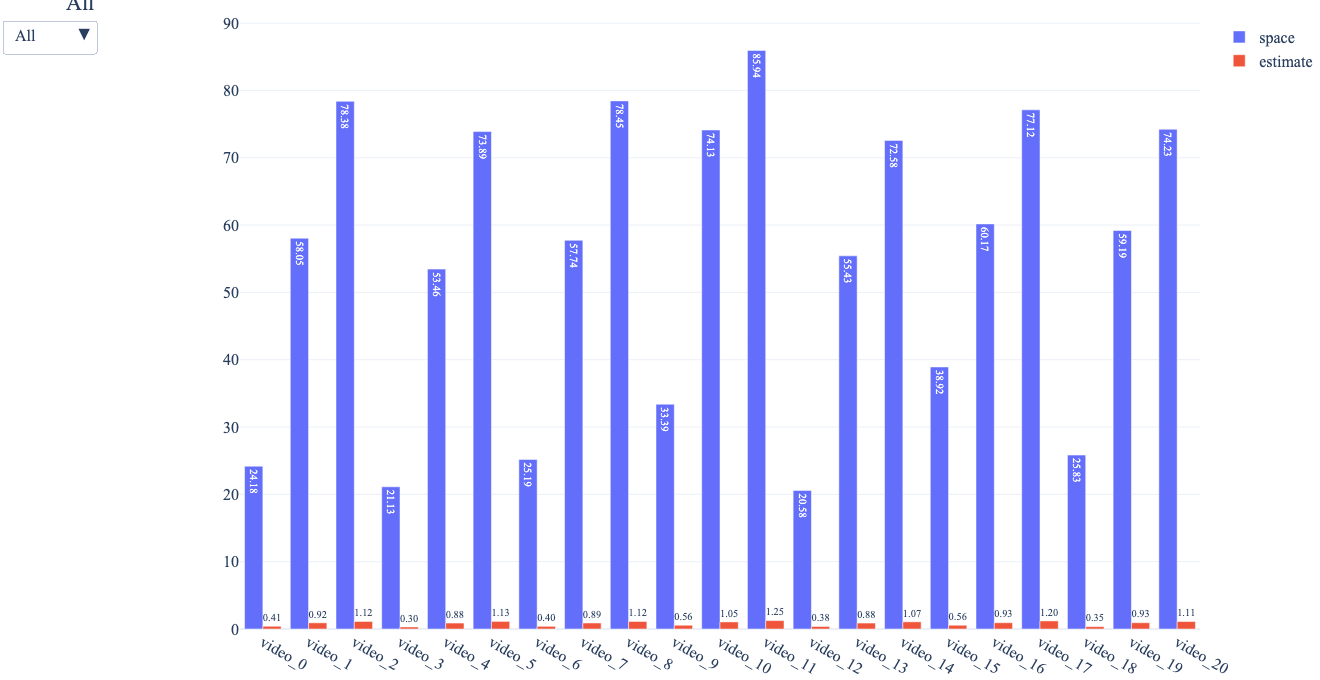 All
All ▼
90
80
70
60
50
40
30
20
10
0
24.18 0.41
58.05 0.92
78.38 1.12
21.13 0.30
53.46 0.88
73.89 1.13
25.19 0.40
57.74 0.89
78.45 1.12
33.39 0.56
74.13 1.05
85.94 1.25
20.58 0.38
55.43 0.88
72.58 1.07
38.92 0.56
60.17 0.93
77.12 1.20
25.83 0.35
59.19 0.93
74.23 1.11
video_0
video_1
video_2
video_3
video_4
video_5
video_6
video_7
video_8
video_9
video_10
video_11
video_12
video_13
video_14
video_15
video_16
video_17
video_18
video_19
video_20
space
estimate